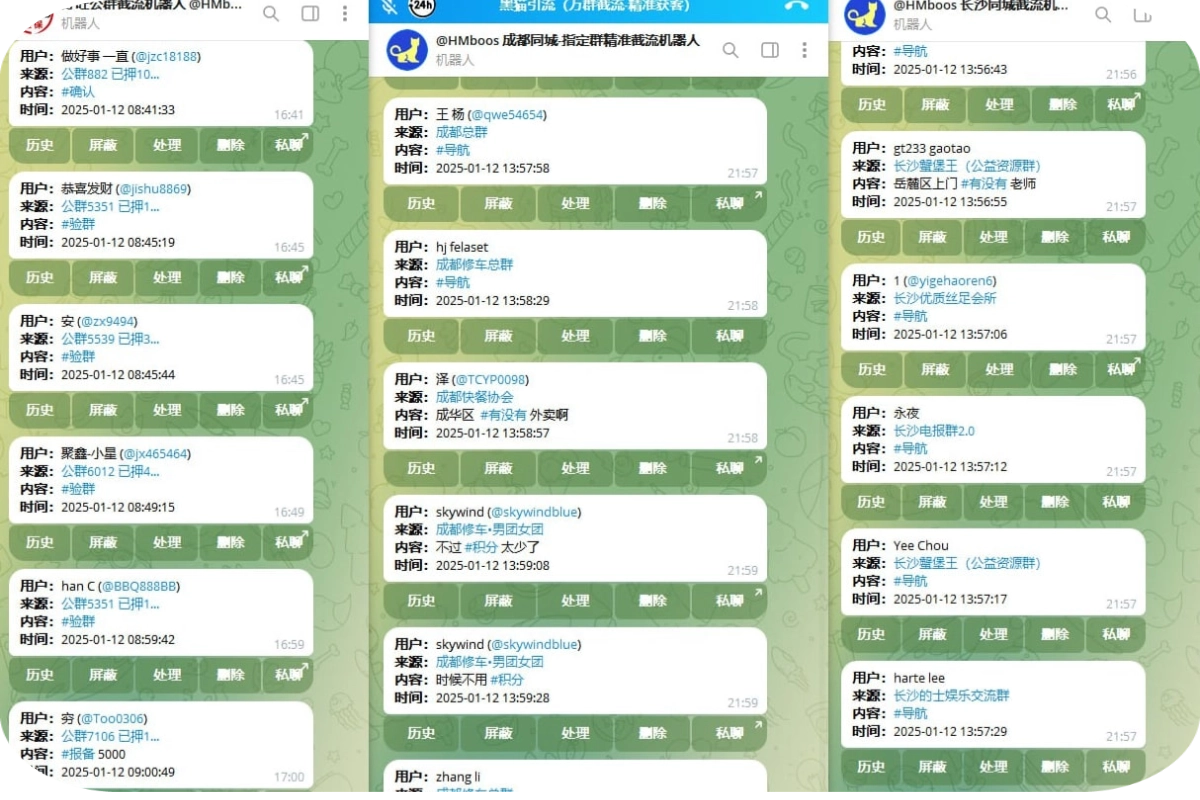 公群截流机器人 @HMb...
机器人
用户： 做好事 一直 (@jzc18188)
来源： 公群882 已押10...
内容： #确认
时间： 2025-01-12 08:41:33
16:41
历史 屏蔽 处理 删除 私聊
用户： 恭喜发财 (@jishu8869)
来源： 公群5351 已押1...
内容： #验群
时间： 2025-01-12 08:45:19
16:45
历史 屏蔽 处理 删除 私聊
用户： 安 (@zx9494)
来源： 公群5539 已押3...
内容： #验群
时间： 2025-01-12 08:45:44
16:45
历史 屏蔽 处理 删除 私聊
用户： 聚鑫-小星 (@jx465464)
来源： 公群6012 已押4...
内容： #验群
时间： 2025-01-12 08:49:15
16:49
历史 屏蔽 处理 删除 私聊
用户： han C (@BBQ888BB)
来源： 公群5351 已押1...
内容： #验群
时间： 2025-01-12 08:59:42
16:59
历史 屏蔽 处理 删除 私聊
用户： 穷 (@Too0306)
来源： 公群7106 已押1...
内容： #报备 5000
时间： 2025-01-12 09:00:49
17:00
24h
黑猫引流（万群截流·精准获客）
@HMboos 成都同城-指定群精准截流机器人
机器人
用户： 王 杨 (@qwe54654)
来源： 成都总群
内容： #导航
时间： 2025-01-12 13:57:58
21:57
历史 屏蔽 处理 删除 私聊
用户： hj felaset
来源： 成都修车总群
内容： #导航
时间： 2025-01-12 13:58:29
21:58
历史 屏蔽 处理 删除 私聊
用户： 泽 (@TCYP0098)
来源： 成都快餐协会
内容： 成华区 #有没有 外卖啊
时间： 2025-01-12 13:58:57
21:58
历史 屏蔽 处理 删除 私聊
用户： skywind (@skywindblue)
来源： 成都修车•男团女团
内容： 不过 #积分 太少了
时间： 2025-01-12 13:59:08
21:59
历史 屏蔽 处理 删除 私聊
用户： skywind (@skywindblue)
来源： 成都修车•男团女团
内容： 时候不用 #积分
时间： 2025-01-12 13:59:28
21:59
历史 屏蔽 处理 删除 私聊
用户： zhang li
@HMboos 长沙同城截流机...
机器人
内容： #导航
时间： 2025-01-12 13:56:43
21:56
历史 屏蔽 处理 删除 私聊
用户： gt233 gaotao
来源： 长沙蟹堡王（公益资源群）
内容： 岳麓区上门 #有没有 老师
时间： 2025-01-12 13:56:55
21:57
历史 屏蔽 处理 删除 私聊
用户： 1 (@yigehaoren6)
来源： 长沙优质丝足会所
内容： #导航
时间： 2025-01-12 13:57:06
21:57
历史 屏蔽 处理 删除 私聊
用户： 永夜
来源： 长沙电报群2.0
内容： #导航
时间： 2025-01-12 13:57:12
21:57
历史 屏蔽 处理 删除 私聊
用户： Yee Chou
来源： 长沙蟹堡王（公益资源群）
内容： #导航
时间： 2025-01-12 13:57:17
21:57
历史 屏蔽 处理 删除 私聊
用户： harte lee
来源： 长沙的士娱乐交流群
内容： #导航
时间： 2025-01-12 13:57:29
21:57
历史 屏蔽 处理 删除 私聊